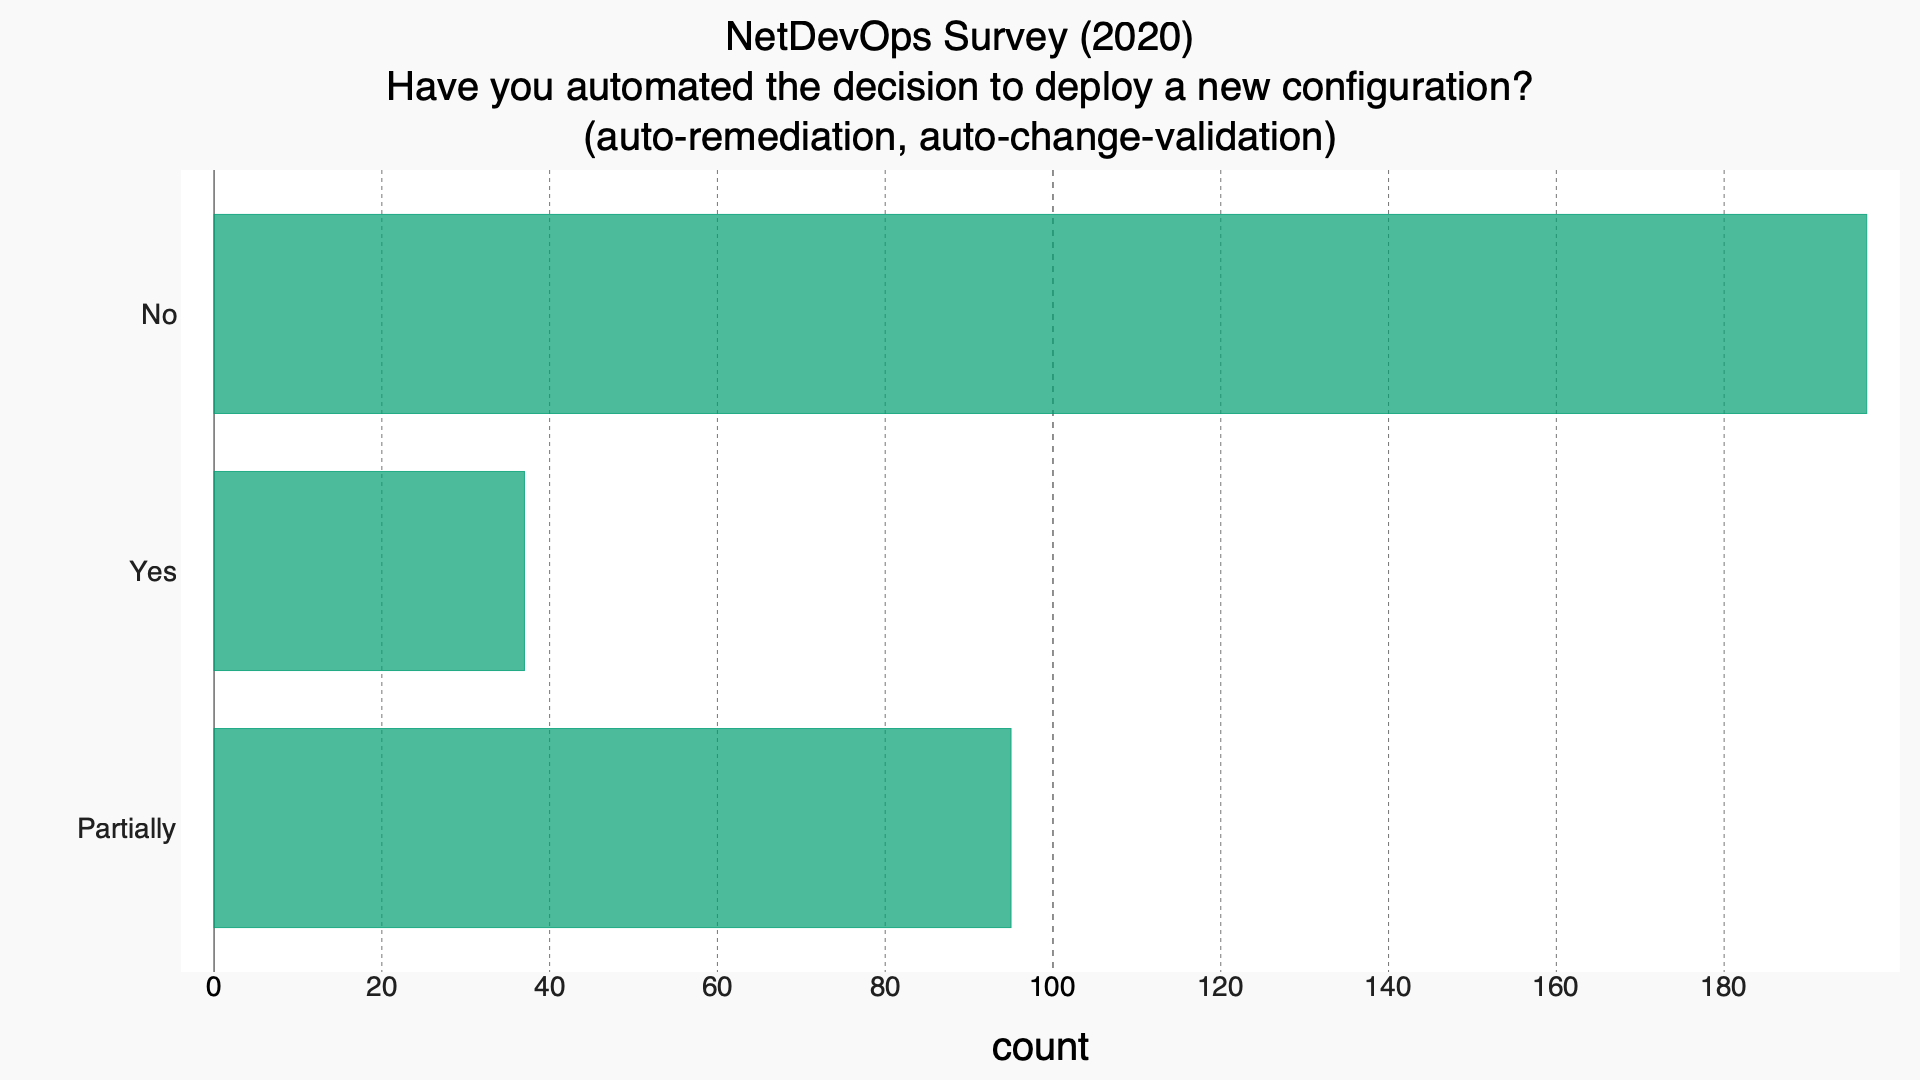 NetDevOps Survey (2020)
Have you automated the decision to deploy a new configuration?
(auto-remediation, auto-change-validation)
No
Yes
Partially
0 20 40 60 80 100 120 140 160 180
count